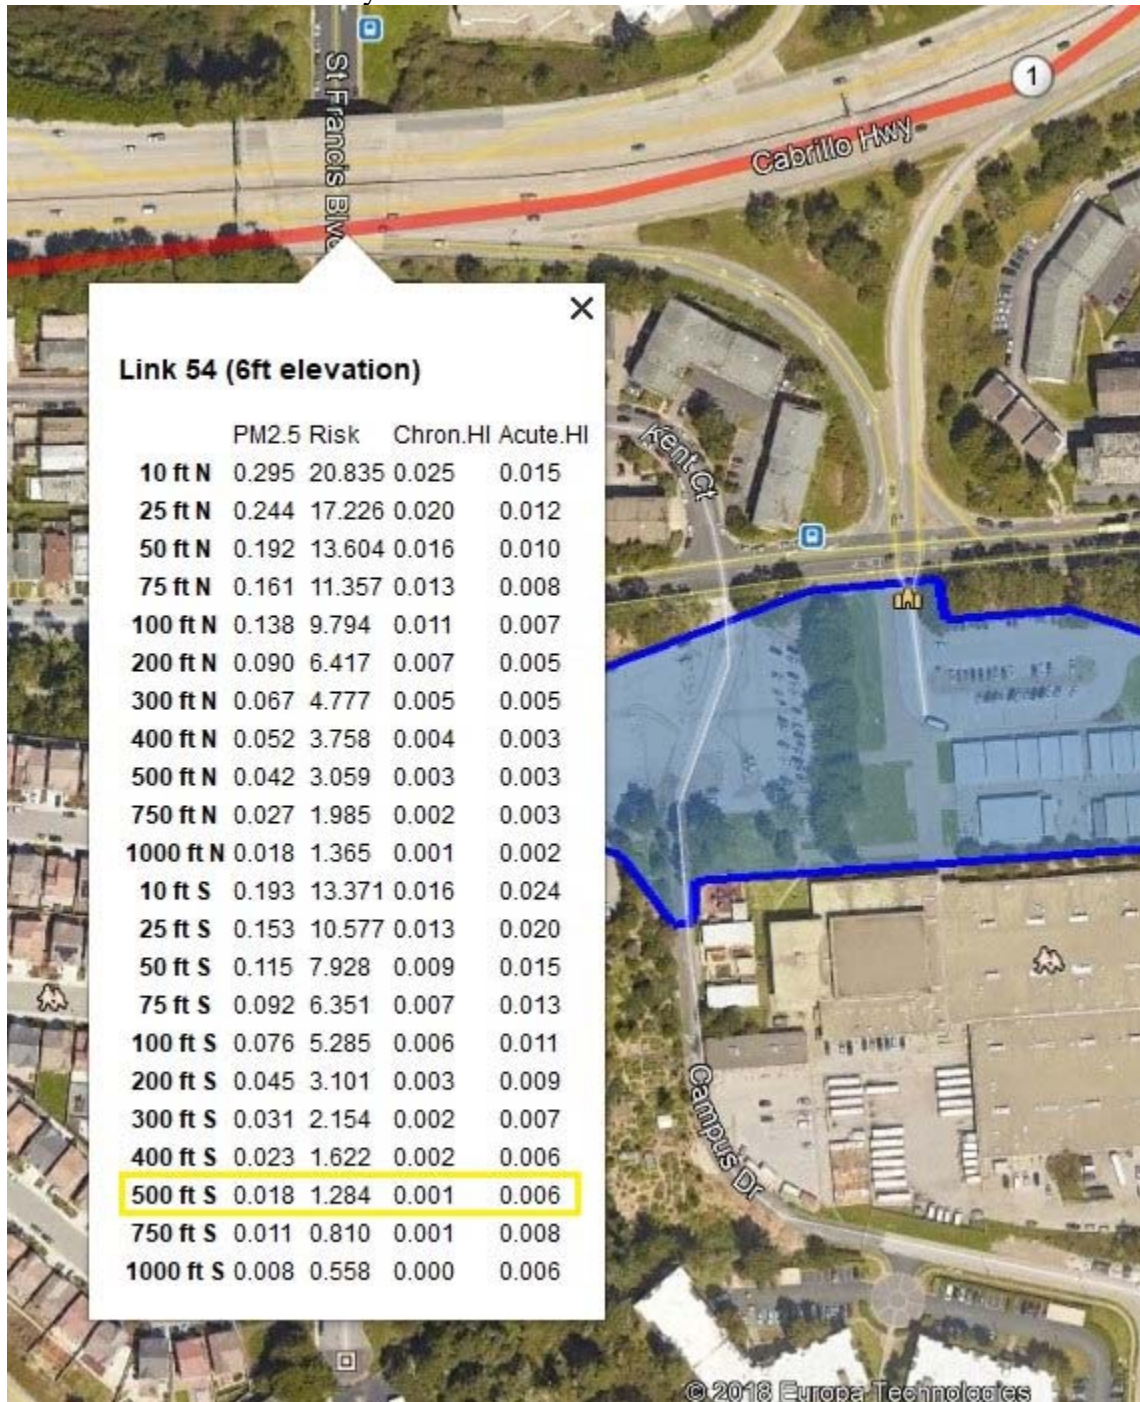 St Francis Blvd
1
Cabrillo Hwy
Link 54 (6ft elevation)
PM2.5 Risk Chron.HI Acute.HI
10 ft N 0.295 20.835 0.025 0.015
25 ft N 0.244 17.226 0.020 0.012
50 ft N 0.192 13.604 0.016 0.010
75 ft N 0.161 11.357 0.013 0.008
100 ft N 0.138 9.794 0.011 0.007
200 ft N 0.090 6.417 0.007 0.005
300 ft N 0.067 4.777 0.005 0.005
400 ft N 0.052 3.758 0.004 0.003
500 ft N 0.042 3.059 0.003 0.003
750 ft N 0.027 1.985 0.002 0.003
1000 ft N 0.018 1.365 0.001 0.002
10 ft S 0.193 13.371 0.016 0.024
25 ft S 0.153 10.577 0.013 0.020
50 ft S 0.115 7.928 0.009 0.015
75 ft S 0.092 6.351 0.007 0.013
100 ft S 0.076 5.285 0.006 0.011
200 ft S 0.045 3.101 0.003 0.009
300 ft S 0.031 2.154 0.002 0.007
400 ft S 0.023 1.622 0.002 0.006
500 ft S 0.018 1.284 0.001 0.006
750 ft S 0.011 0.810 0.001 0.008
1000 ft S 0.008 0.558 0.000 0.006
Kent Ct
Campus Dr
© 2018 Europa Technologies